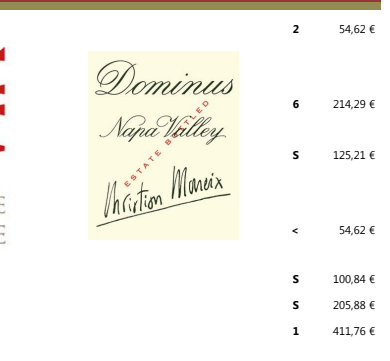 2 54,62 €
Dominus
6 214,29 €
Napa Valley
ESTATE BOTTLED
S 125,21 €
Christian Moueix
< 54,62 €
S 100,84 €
S 205,88 €
1 411,76 €